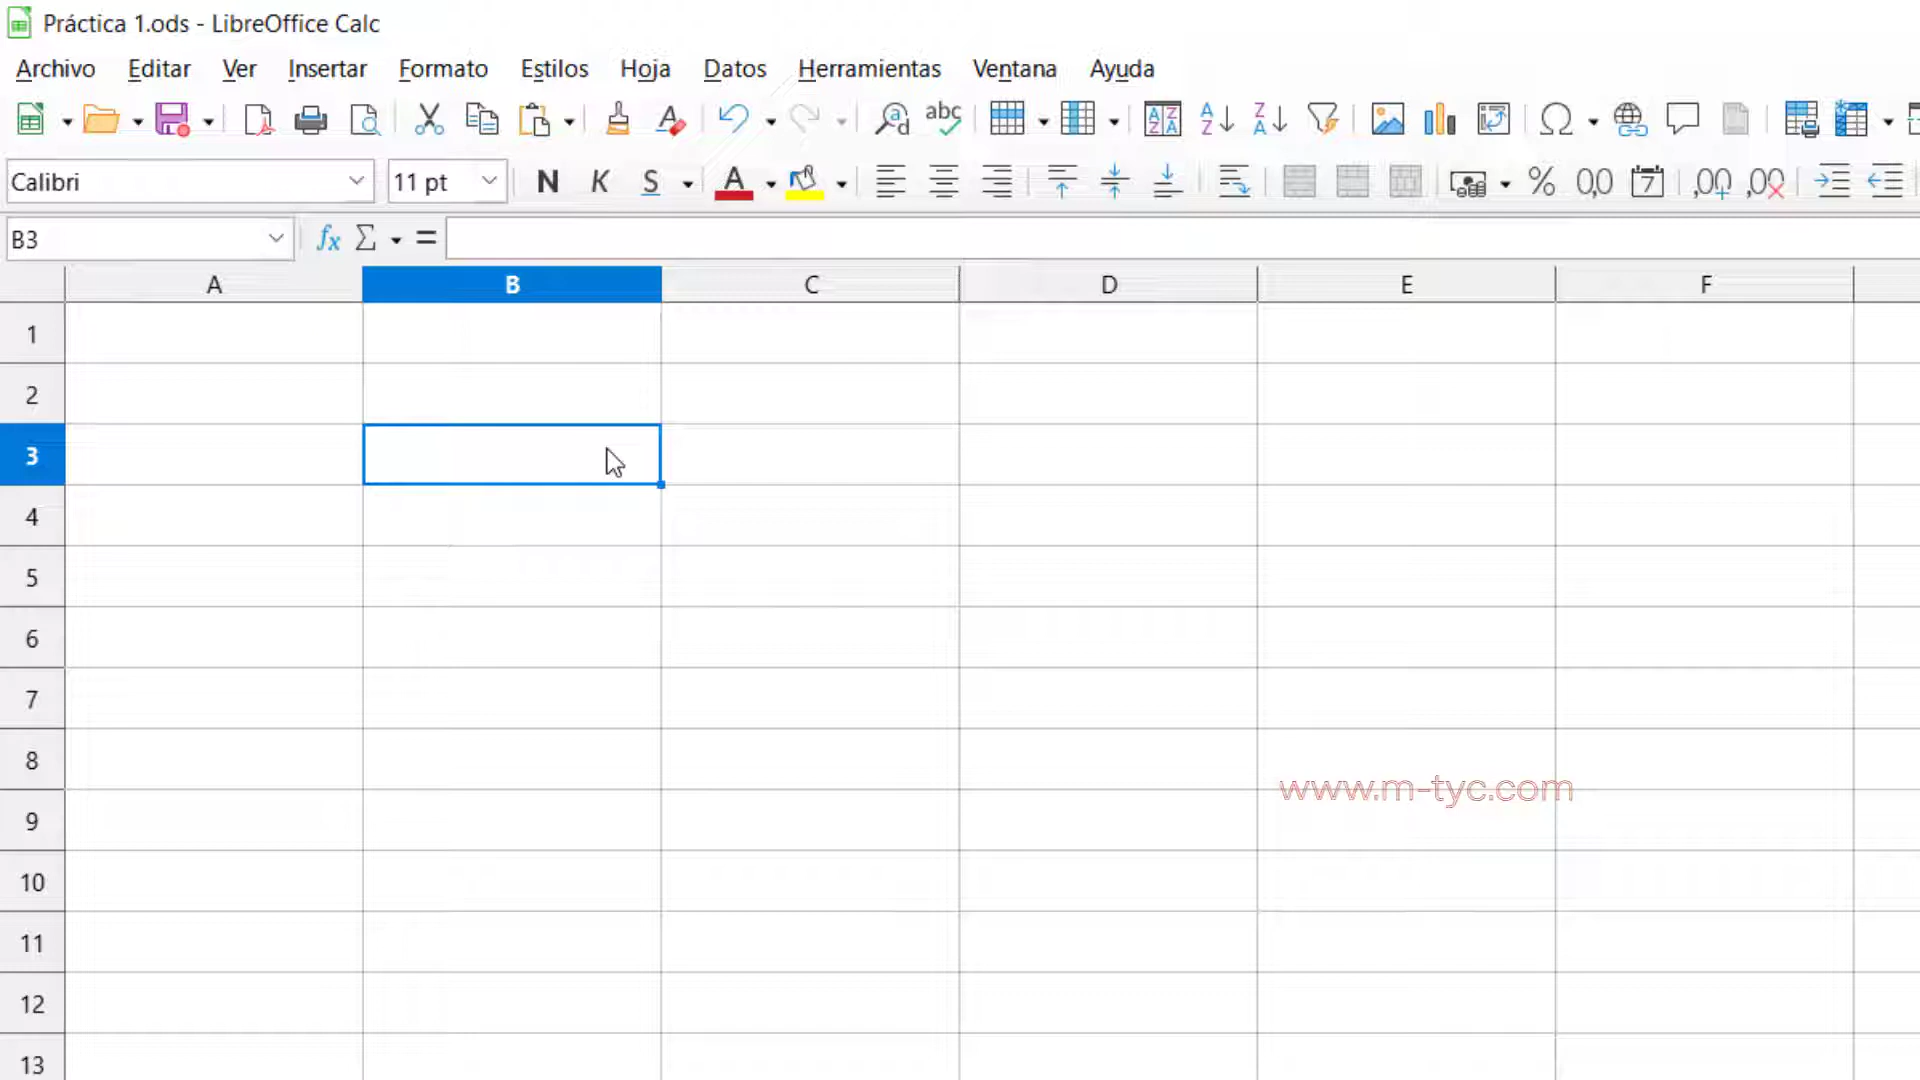 Práctica 1.ods - LibreOffice Calc
Archivo Editar Ver Insertar Formato Estilos Hoja Datos Herramientas Ventana Ayuda
Calibri 11 pt N K S A % 0,0 7 ,00 ,00
B3 fx Σ =
A B C D E F
1
2
3
4
5
6
7
8
www.m-tyc.com
9
10
11
12
13